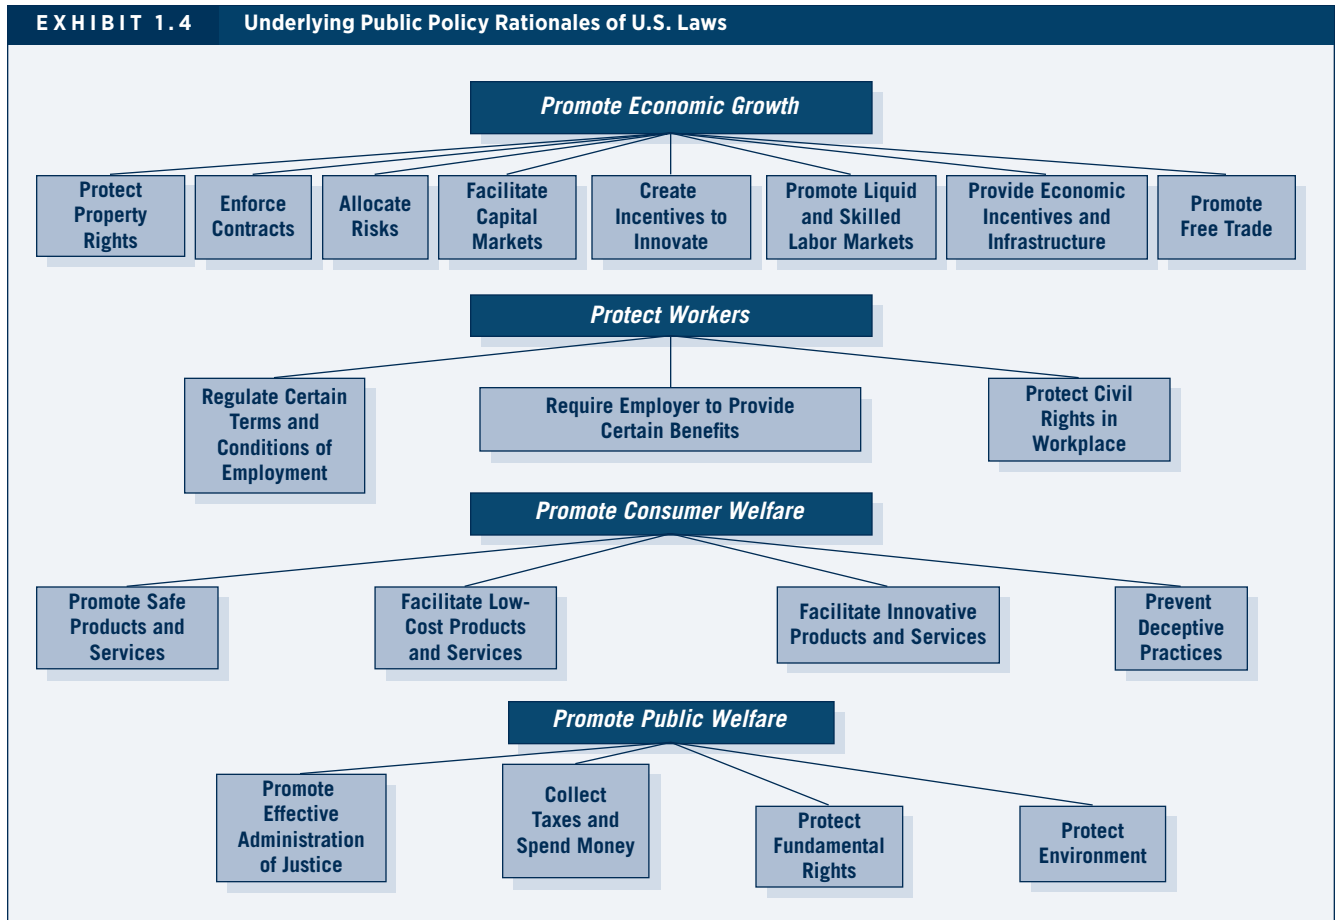 EXHIBIT 1.4 Underlying Public Policy Rationales of U.S. Laws
Promote Economic Growth
Protect
Property
Rights
Enforce
Contracts
Allocate
Risks
Facilitate
Capital
Markets
Create
Incentives to
Innovate
Promote Liquid
and Skilled
Labor Markets
Provide Economic
Incentives and
Infrastructure
Promote
Free Trade
Protect Workers
Regulate Certain
Terms and
Conditions of
Employment
Require Employer to Provide
Certain Benefits
Protect Civil
Rights in
Workplace
Promote Consumer Welfare
Promote Safe
Products and
Services
Facilitate Low-
Cost Products
and Services
Facilitate Innovative
Products and Services
Prevent
Deceptive
Practices
Promote Public Welfare
Promote
Effective
Administration
of Justice
Collect
Taxes and
Spend Money
Protect
Fundamental
Rights
Protect
Environment